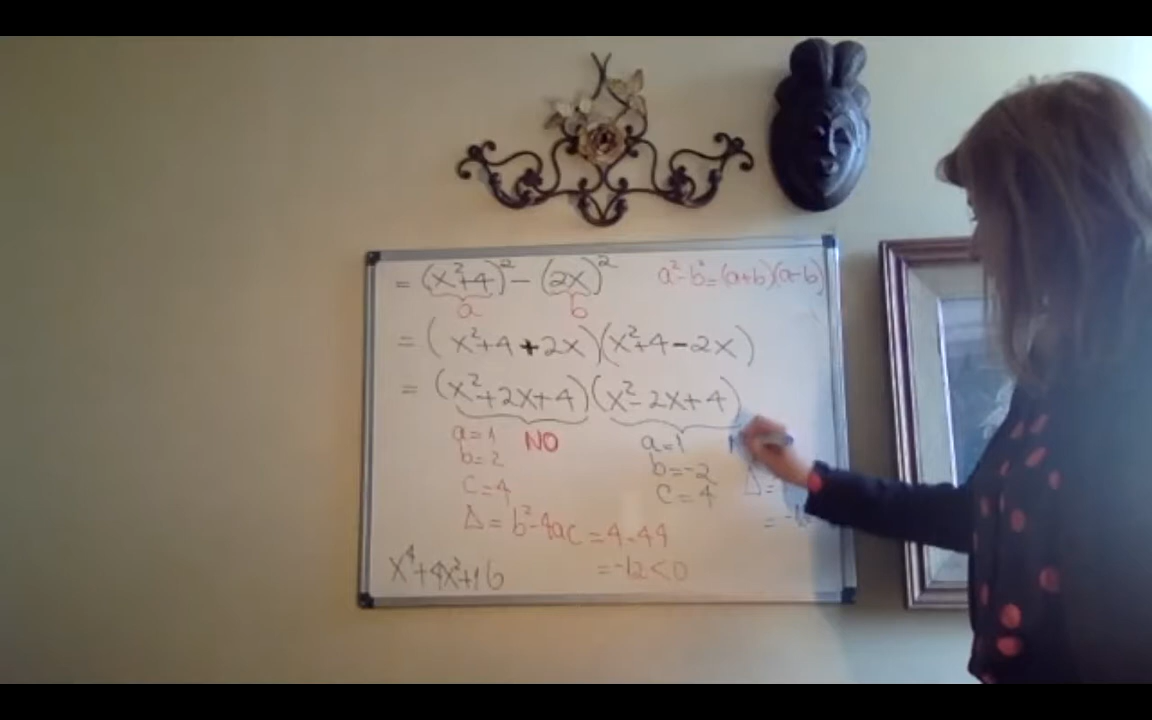 = (x²+4)² - (2x)² a²-b²=(a+b)(a-b)
a b
= ( x²+4+2x)(x²+4-2x)
= (x²+2x+4)(x²-2x+4)
a=1 NO a=1
b=2 b=-2
c=4 c=4 Δ=
Δ= b²-4ac = 4-4·4
= -12<0
x⁴+4x²+16